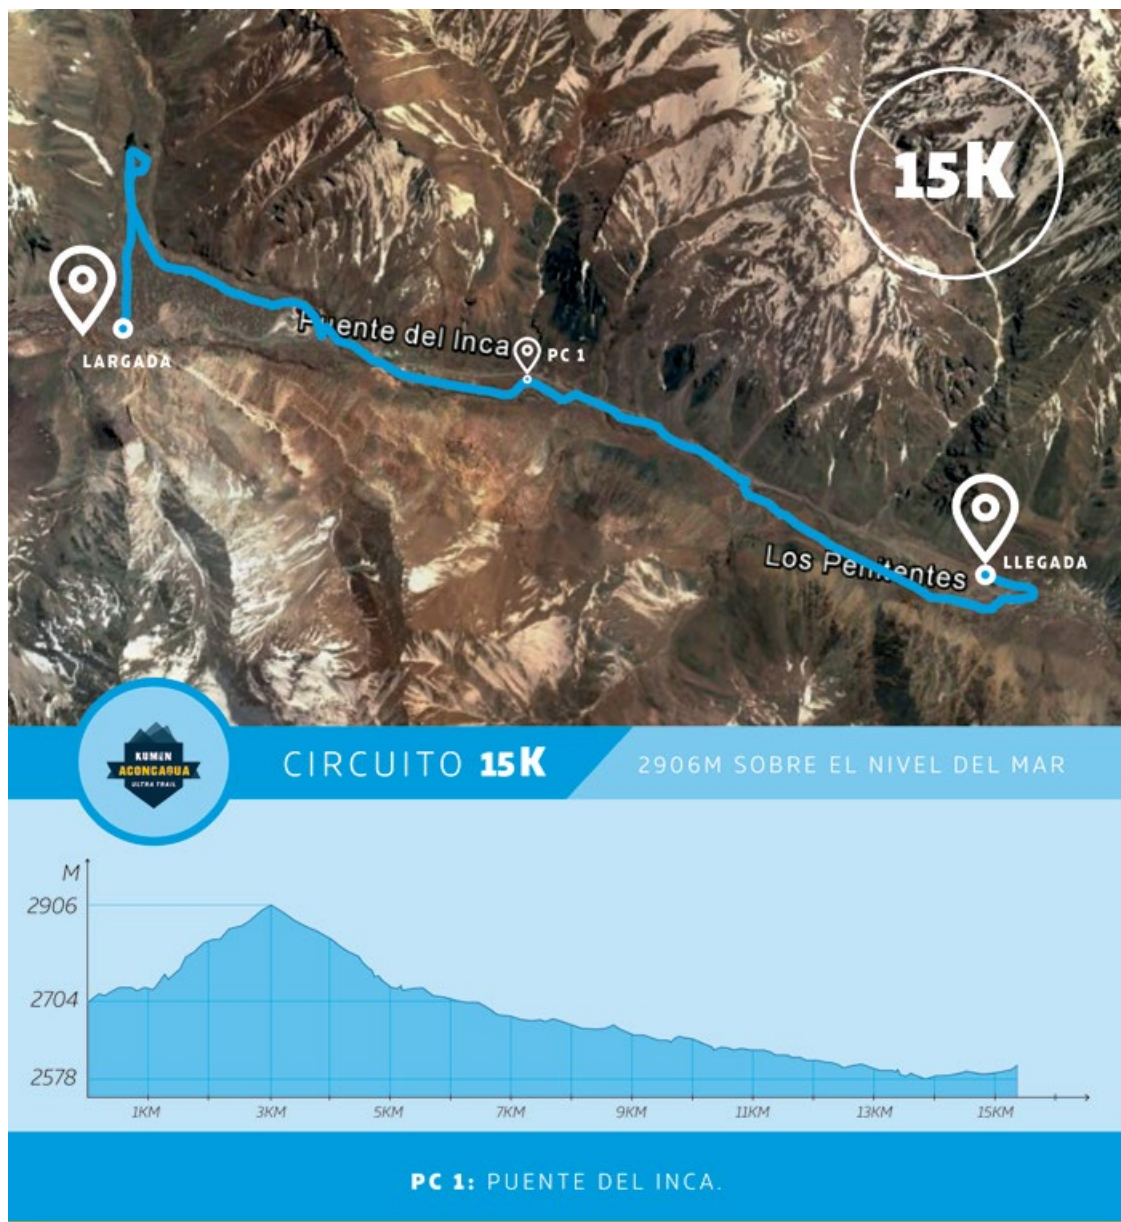 15K
Puente del Inca
PC 1
LARGADA
Los Penitentes
LLEGADA
KUMEN
ACONCAGUA
ULTRA TRAIL
CIRCUITO 15K
2906M SOBRE EL NIVEL DEL MAR
M
2906
2704
2578
1KM 3KM 5KM 7KM 9KM 11KM 13KM 15KM
PC 1: PUENTE DEL INCA.